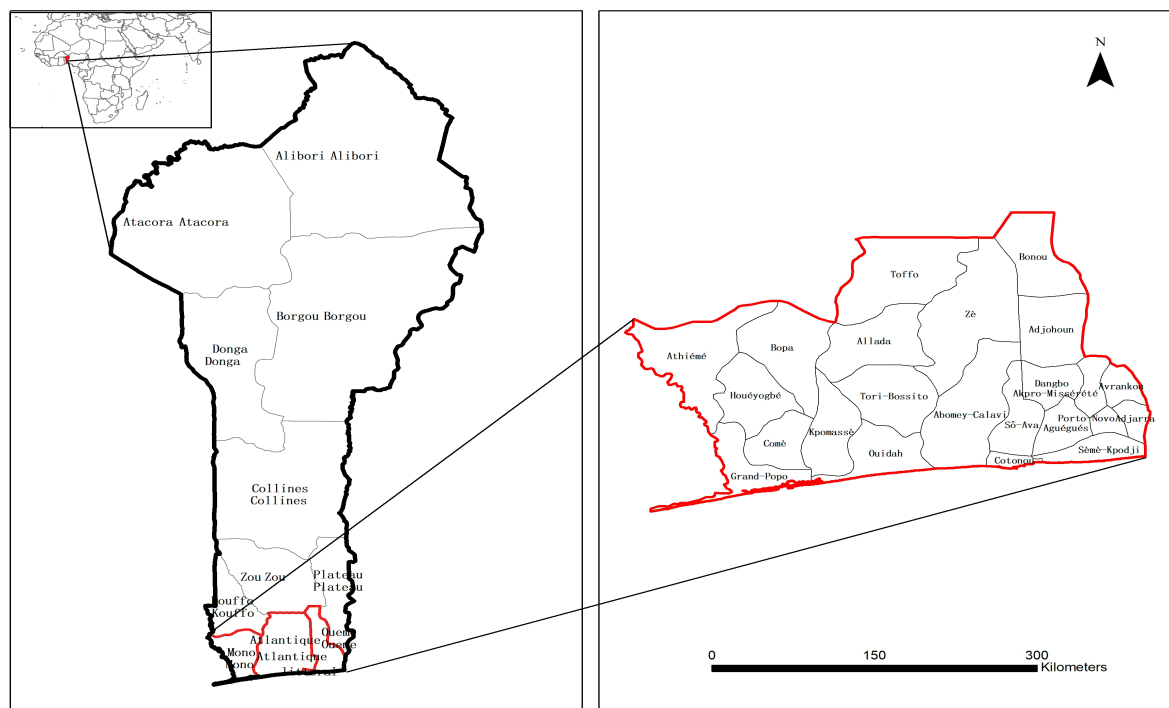 Alibori Alibori
Atacora Atacora
Borgou Borgou
Donga
Donga
Collines
Collines
Zou Zou
Plateau
Plateau
Kouffo
Oueme
Oueme
Atlantique
Mono
Mono
Atlantique
littoral
N
Bonou
Toffo
Zè
Adjohoun
Allada
Bopa
Athiémé
Dangbo
Avrankou
Akpro-Missérété
Houéyogbé
Tori-Bossito
Abomey-Calavi
Porto Novo
Adjarra
Sô-Ava
Aguégués
Kpomassè
Comè
Ouidah
Sèmè-Kpodji
Cotonou
Grand-Popo
0 150 300
Kilometers